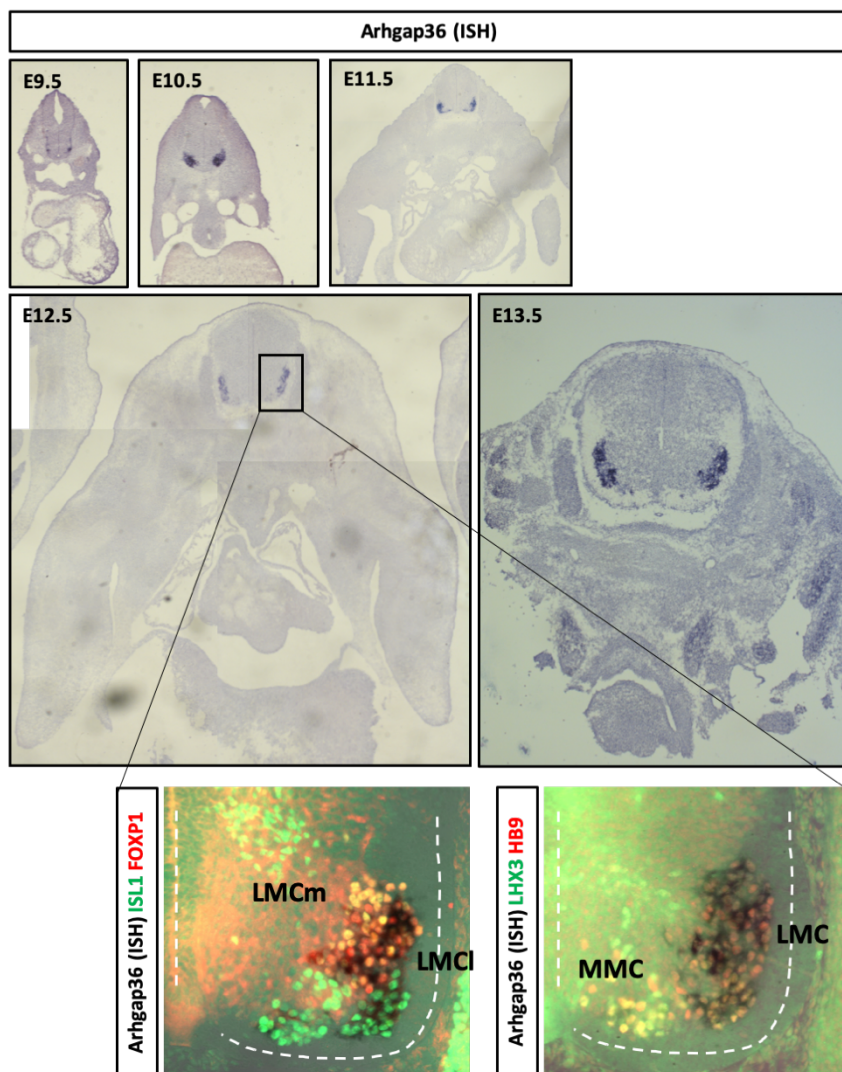 Arhgap36 (ISH)
E9.5
E10.5
E11.5
E12.5
E13.5
Arhgap36 (ISH) ISL1 FOXP1
LMCm
LMCl
Arhgap36 (ISH) LHX3 HB9
MMC
LMC